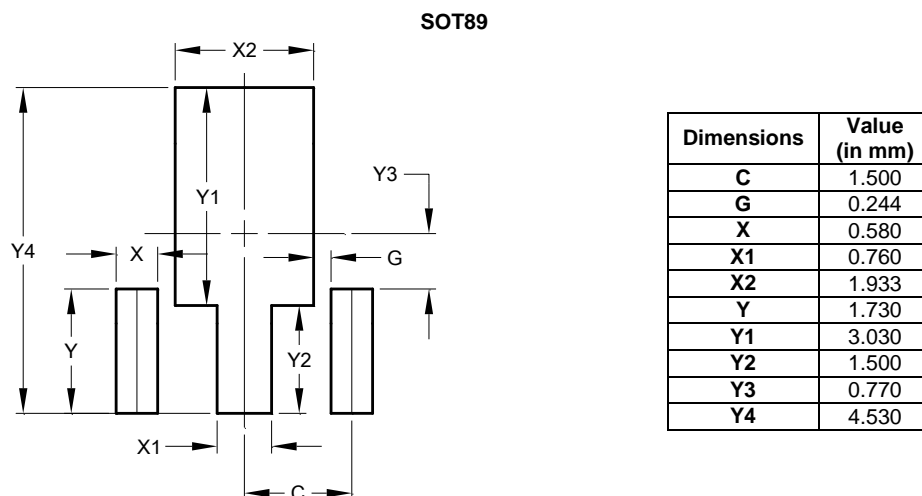 SOT89
X2
Y3
Y1
Y4
X
G
Y
Y2
X1
C
Dimensions Value (in mm)
C 1.500
G 0.244
X 0.580
X1 0.760
X2 1.933
Y 1.730
Y1 3.030
Y2 1.500
Y3 0.770
Y4 4.530